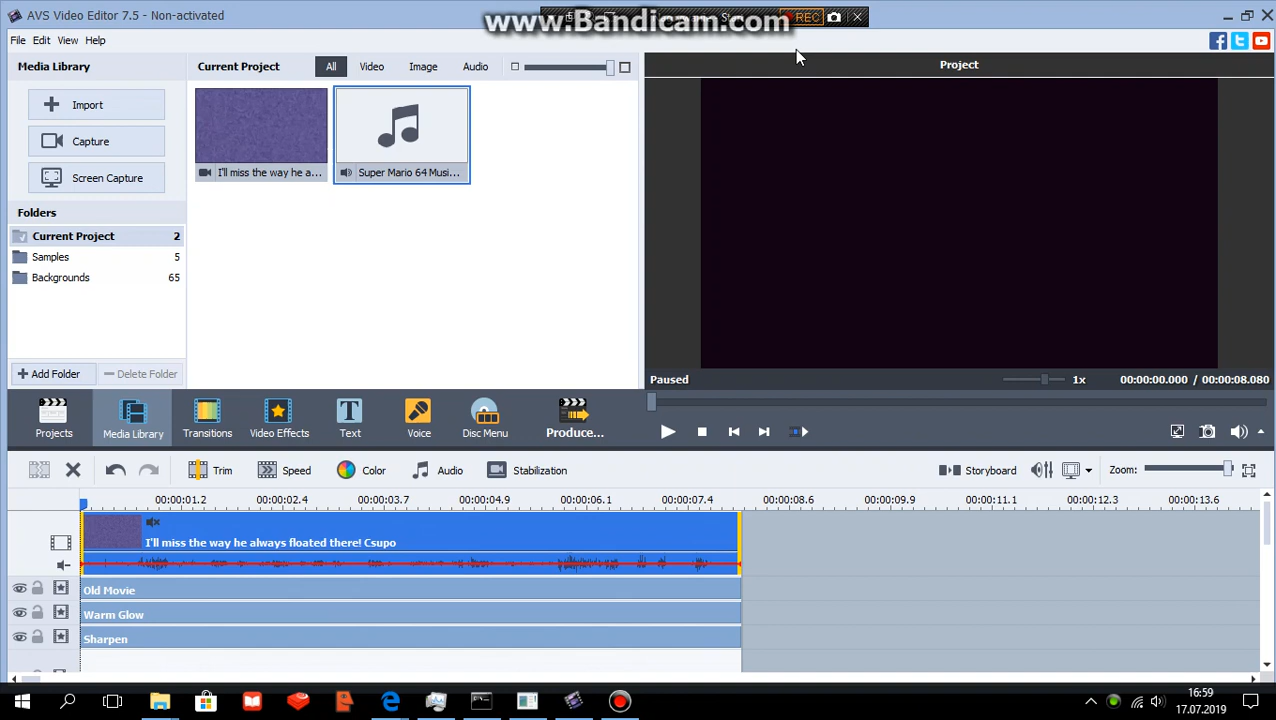 AVS Video Editor 7.5 - Non-activated
www.Bandicam.com
REC
File Edit View Help
Media Library
Current Project All Video Image Audio
Project
Import
Capture
Screen Capture
I'll miss the way he a...
Super Mario 64 Musi...
Folders
Current Project 2
Samples 5
Backgrounds 65
Add Folder
Delete Folder
Paused 1x 00:00:00.000 / 00:00:08.080
Projects Media Library Transitions Video Effects Text Voice Disc Menu Produce...
Trim Speed Color Audio Stabilization Storyboard Zoom:
00:00:01.2 00:00:02.4 00:00:03.7 00:00:04.9 00:00:06.1 00:00:07.4 00:00:08.6 00:00:09.9 00:00:11.1 00:00:12.3 00:00:13.6
I'll miss the way he always floated there! Csupo
Old Movie
Warm Glow
Sharpen
16:59
17.07.2019